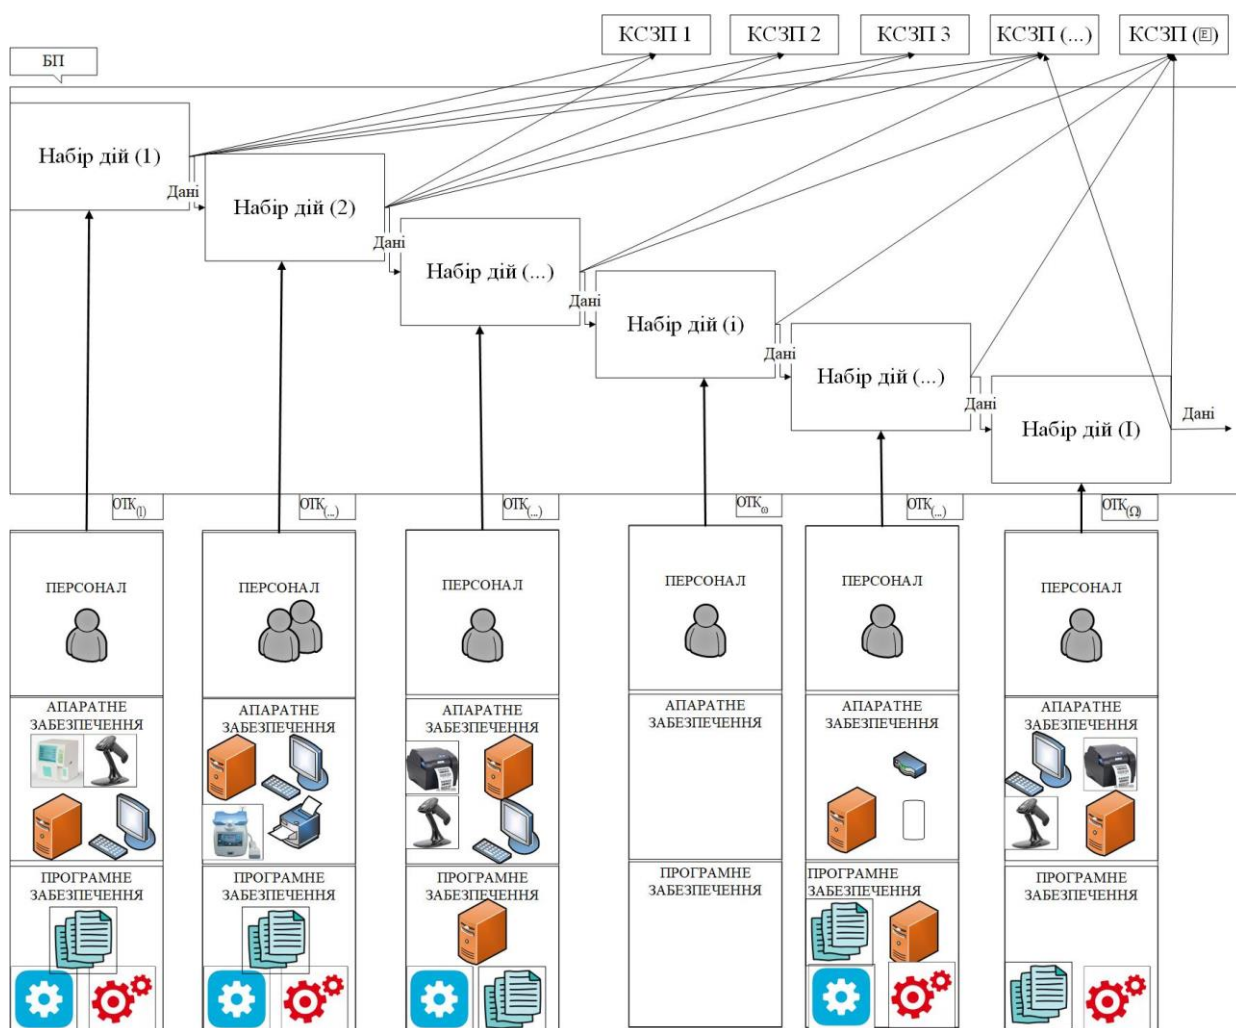 КСЗП 1
КСЗП 2
КСЗП 3
КСЗП (...)
КСЗП (E)
БП
Набір дій (1)
Дані
Набір дій (2)
Дані
Набір дій (...)
Дані
Набір дій (і)
Дані
Набір дій (...)
Дані
Набір дій (І)
Дані
ОТК(1)
ОТК(...)
ОТК(...)
ОТКω
ОТК(...)
ОТК(Ω)
ПЕРСОНАЛ
ПЕРСОНАЛ
ПЕРСОНАЛ
ПЕРСОНАЛ
ПЕРСОНАЛ
ПЕРСОНАЛ
АПАРАТНЕ
ЗАБЕЗПЕЧЕННЯ
АПАРАТНЕ
ЗАБЕЗПЕЧЕННЯ
АПАРАТНЕ
ЗАБЕЗПЕЧЕННЯ
АПАРАТНЕ
ЗАБЕЗПЕЧЕННЯ
АПАРАТНЕ
ЗАБЕЗПЕЧЕННЯ
АПАРАТНЕ
ЗАБЕЗПЕЧЕННЯ
ПРОГРАМНЕ
ЗАБЕЗПЕЧЕННЯ
ПРОГРАМНЕ
ЗАБЕЗПЕЧЕННЯ
ПРОГРАМНЕ
ЗАБЕЗПЕЧЕННЯ
ПРОГРАМНЕ
ЗАБЕЗПЕЧЕННЯ
ПРОГРАМНЕ
ЗАБЕЗПЕЧЕННЯ
ПРОГРАМНЕ
ЗАБЕЗПЕЧЕННЯ